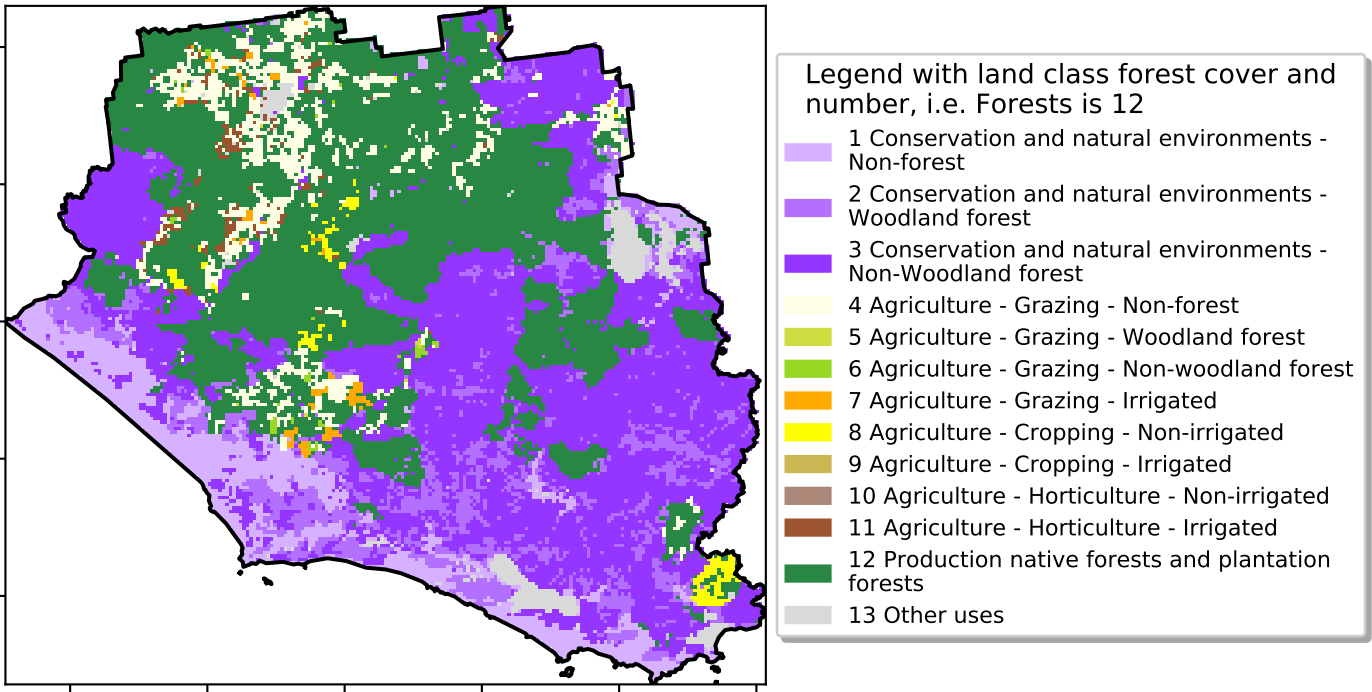 Legend with land class forest cover and
number, i.e. Forests is 12
1 Conservation and natural environments -
Non-forest
2 Conservation and natural environments -
Woodland forest
3 Conservation and natural environments -
Non-Woodland forest
4 Agriculture - Grazing - Non-forest
5 Agriculture - Grazing - Woodland forest
6 Agriculture - Grazing - Non-woodland forest
7 Agriculture - Grazing - Irrigated
8 Agriculture - Cropping - Non-irrigated
9 Agriculture - Cropping - Irrigated
10 Agriculture - Horticulture - Non-irrigated
11 Agriculture - Horticulture - Irrigated
12 Production native forests and plantation
forests
13 Other uses